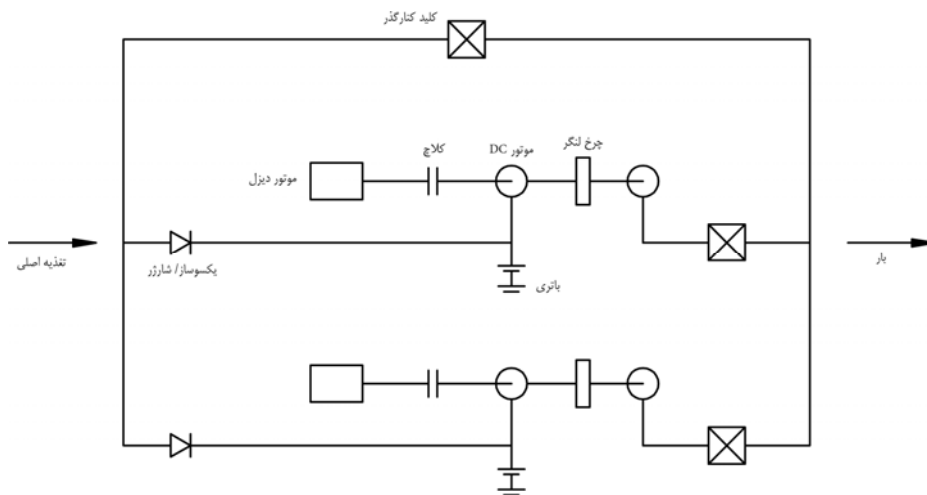 کلید کنارگذر
چرخ لنگر
موتور DC
کلاچ
موتور دیزل
تغذیه اصلی
یکسوساز/ شارژر
باتری
بار